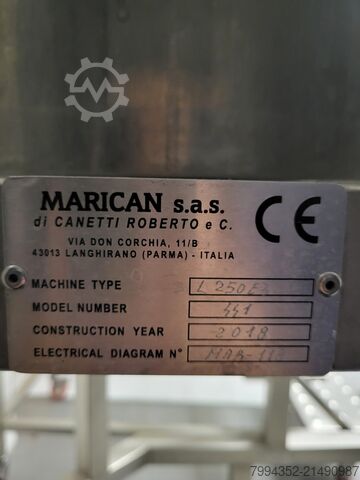 MARICAN s.a.s.
di CANETTI ROBERTO e C.
VIA DON CORCHIA, 11/B
43013 LANGHIRANO (PARMA) - ITALIA
CE
MACHINE TYPE
MODEL NUMBER 441
CONSTRUCTION YEAR 2018
ELECTRICAL DIAGRAM N°
7994352-21490987